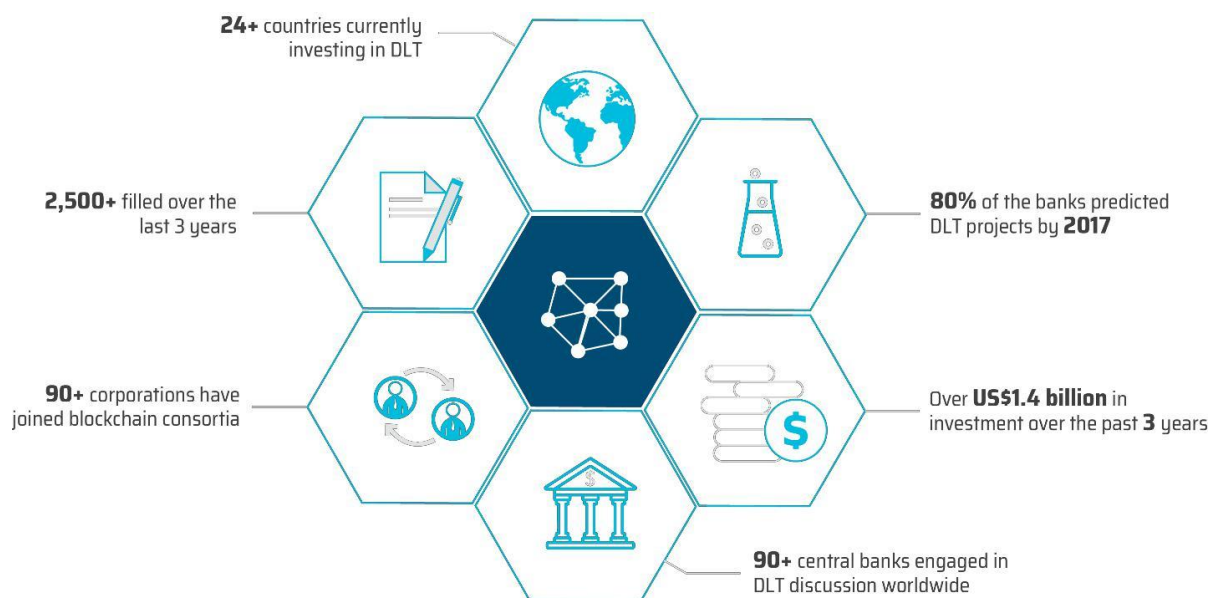 24+ countries currently
investing in DLT
2,500+ filled over the
last 3 years
80% of the banks predicted
DLT projects by 2017
90+ corporations have
joined blockchain consortia
Over US$1.4 billion in
investment over the past 3 years
$
$
90+ central banks engaged in
DLT discussion worldwide